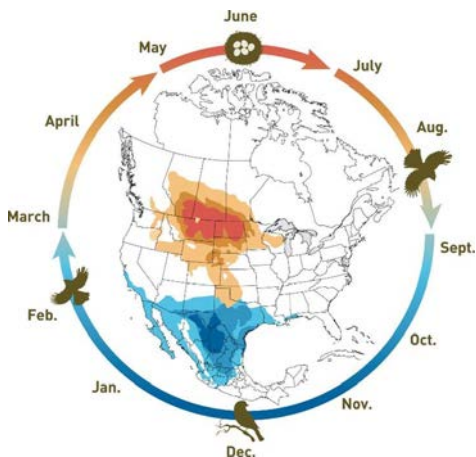 June
May
July
April
Aug.
March
Sept.
Feb.
Oct.
Jan.
Nov.
Dec.